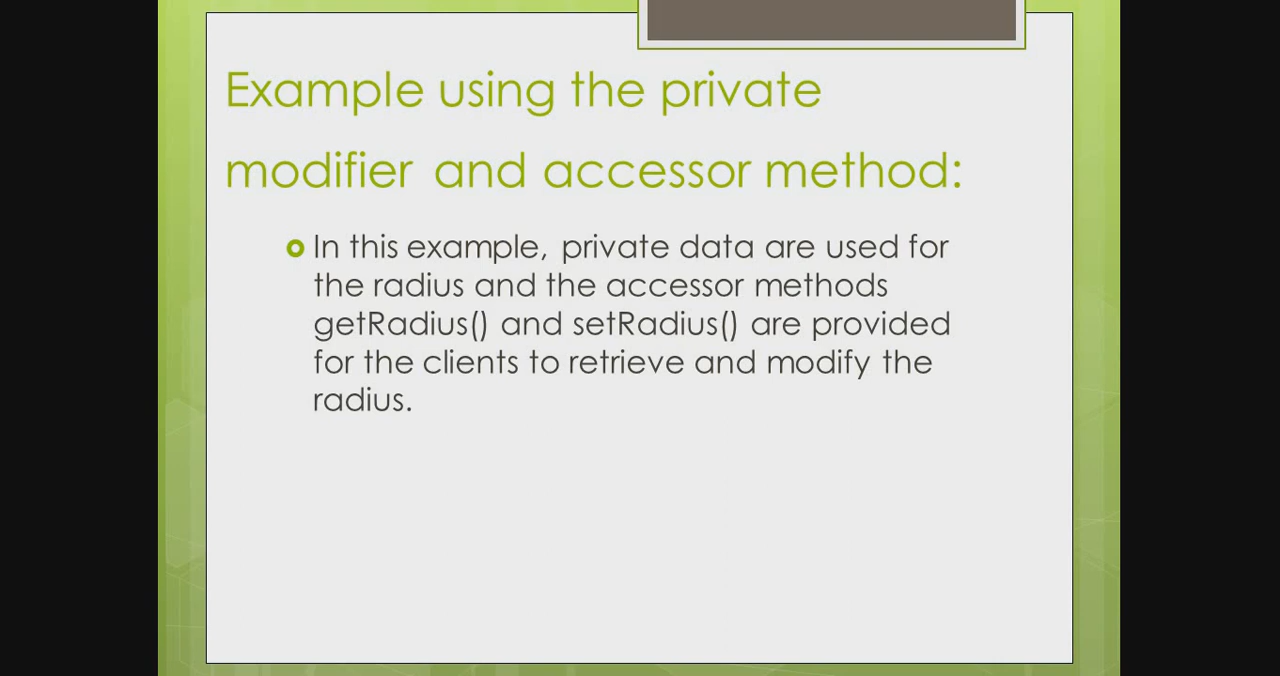 Example using the private
modifier and accessor method:
In this example, private data are used for
the radius and the accessor methods
getRadius() and setRadius() are provided
for the clients to retrieve and modify the
radius.